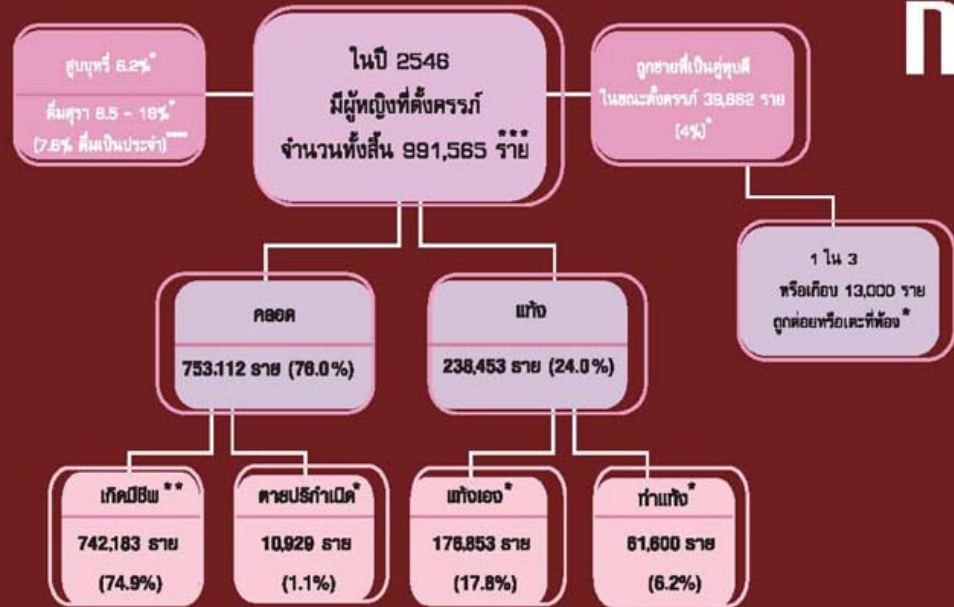 สูบบุหรี่ 6.2%*
ดื่มสุรา 8.5 - 18%*
(7.6% ดื่มเป็นประจำ)****
ในปี 2546
มีผู้หญิงที่ตั้งครรภ์
จำนวนทั้งสิ้น 991,565 ราย***
ถูกชายที่เป็นคู่ทุบตี
ในขณะตั้งครรภ์ 39,662 ราย
(4%)*
1 ใน 3
หรือเกือบ 13,000 ราย
ถูกต่อยหรือเตะที่ท้อง*
คลอด
753,112 ราย (76.0%)
แท้ง
238,453 ราย (24.0%)
เกิดมีชีพ**
742,183 ราย
(74.9%)
ตายปริกำเนิด*
10,929 ราย
(1.1%)
แท้งเอง*
176,853 ราย
(17.8%)
ทำแท้ง*
61,600 ราย
(6.2%)